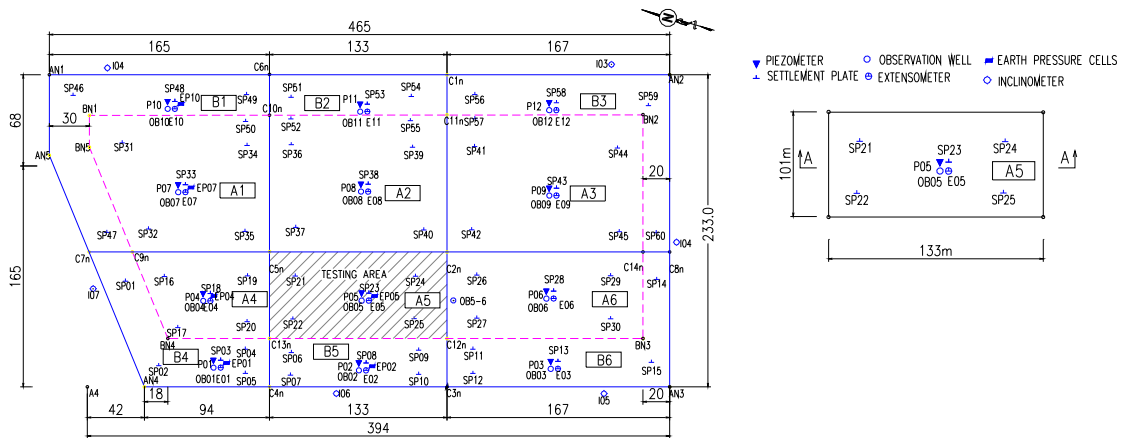 465
N
165 133 167
I04 C6n I03
AN1 C1n AN2
PIEZOMETER OBSERVATION WELL EARTH PRESSURE CELLS
SETTLEMENT PLATE EXTENSOMETER INCLINOMETER
SP46 SP48 SP49 SP51 SP53 SP54 SP56 SP58 SP59
P10 EP10 B1 B2 P11 P12 B3
BN1 C10n C11n BN2
OB10 E10 OB11 E11 OB12 E12
68
30
SP50 SP52 SP55 SP57
AN5 BN5 SP31 SP34 SP36 SP39 SP41 SP44
SP33 SP38 SP43
20
P07 EP07 A1 P08 A2 P09 A3
OB07 E07 OB08 E08 OB09 E09
SP47 SP32 SP35 SP37 SP40 SP42 SP45 SP60
I04
233.0
C7n C9n C5n C2n C14n C8n
TESTING AREA
165
I07 SP01 SP16 SP18 SP19 SP21 SP23 SP24 SP26 SP28 SP29 SP14
P04 EP04 A4 P05 EP05 A5 OB5-6 P06 A6
OB04 E04 OB05 E05 OB06 E06
SP17 SP20 SP22 SP25 SP27 SP30
BN4 C13n C12n BN3
B4 SP03 SP04 SP06 B5 SP08 SP09 SP11 SP13 B6
SP02 P01 EP01 P02 EP02 P03 SP15
OB01 E01 SP05 SP07 OB02 E02 SP10 SP12 OB03 E03
A4 AN4 C4n I06 C3n I05 AN3
18 20
42 94 133 167
394
SP21 SP23 SP24
A P05 A5 A
OB05 E05
SP22 SP25
101m
133m